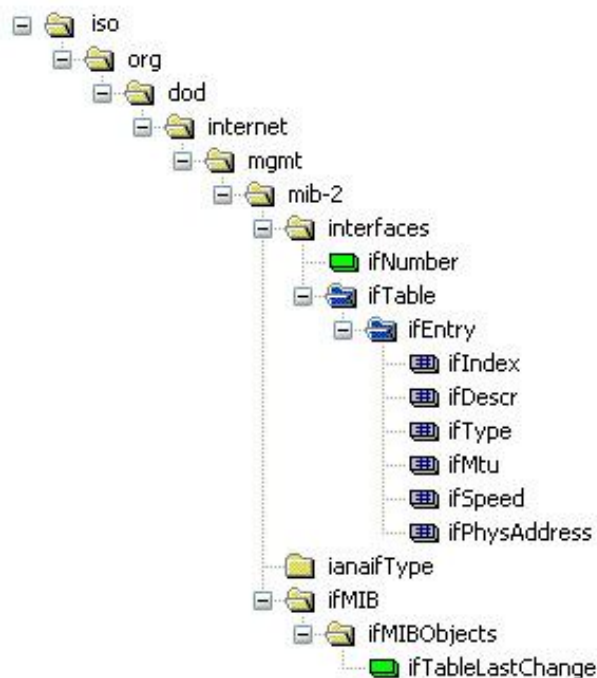 iso
org
dod
internet
mgmt
mib-2
interfaces
ifNumber
ifTable
ifEntry
ifIndex
ifDescr
ifType
ifMtu
ifSpeed
ifPhysAddress
ianaifType
ifMIB
ifMIBObjects
ifTableLastChange